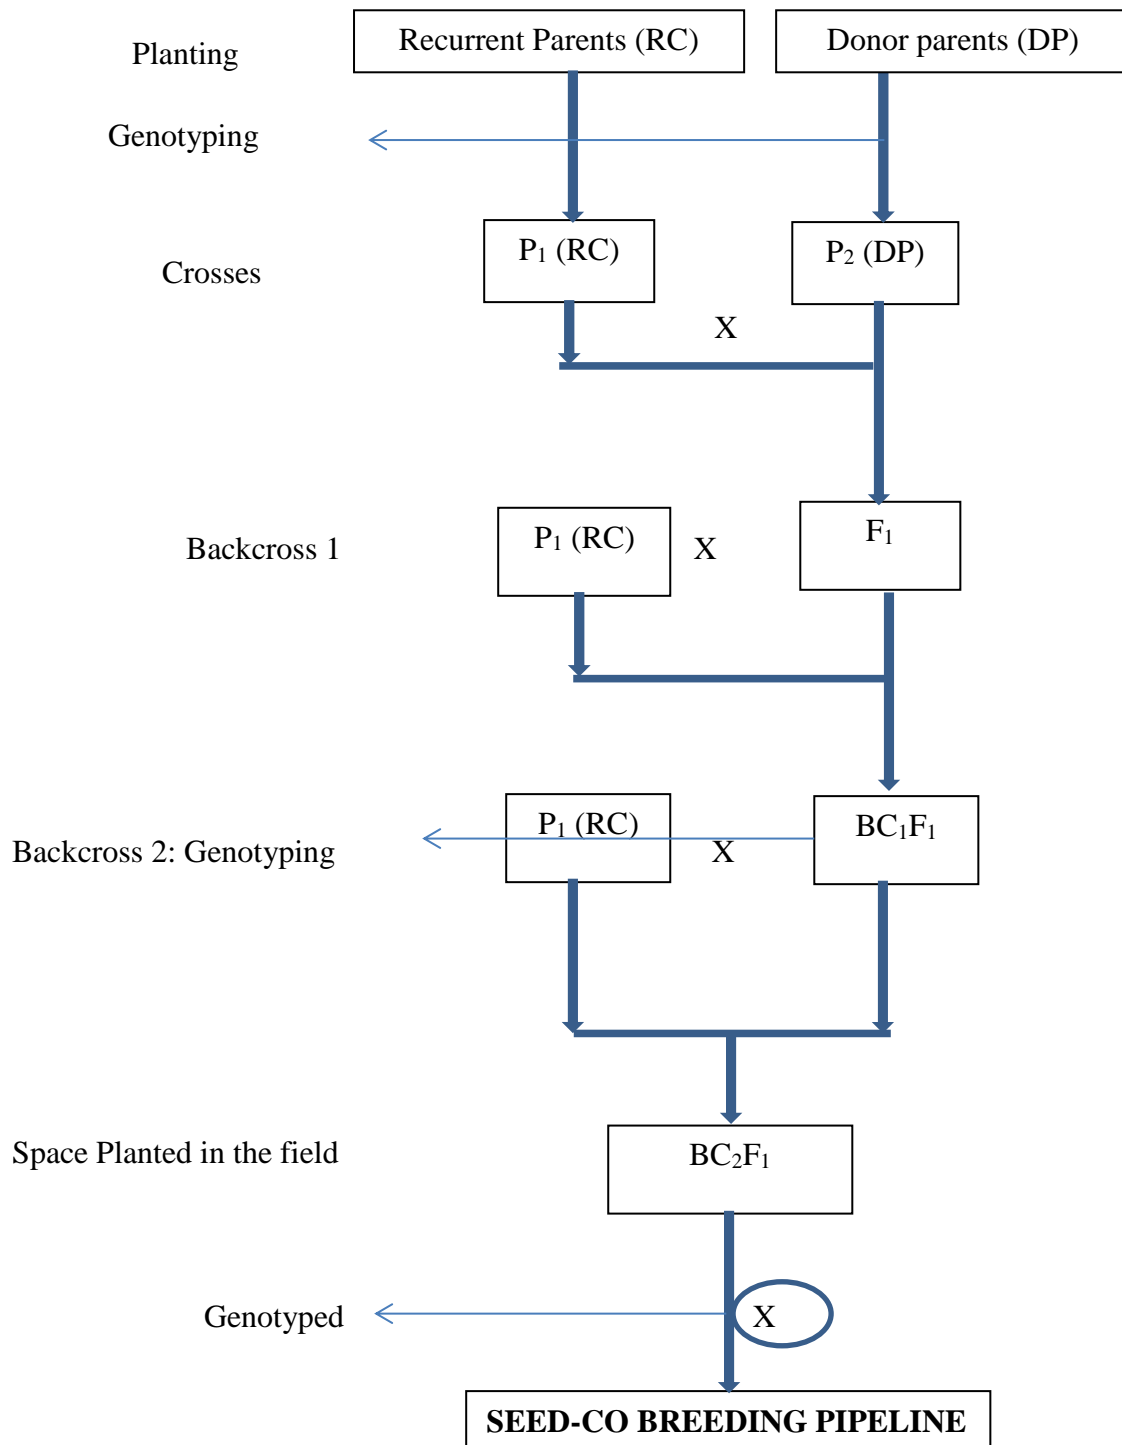 Planting
Recurrent Parents (RC)
Donor parents (DP)
Genotyping
Crosses
P₁ (RC)
P₂ (DP)
X
Backcross 1
P₁ (RC)
X
F₁
Backcross 2: Genotyping
P₁ (RC)
X
BC₁F₁
Space Planted in the field
BC₂F₁
Genotyped
X
SEED-CO BREEDING PIPELINE